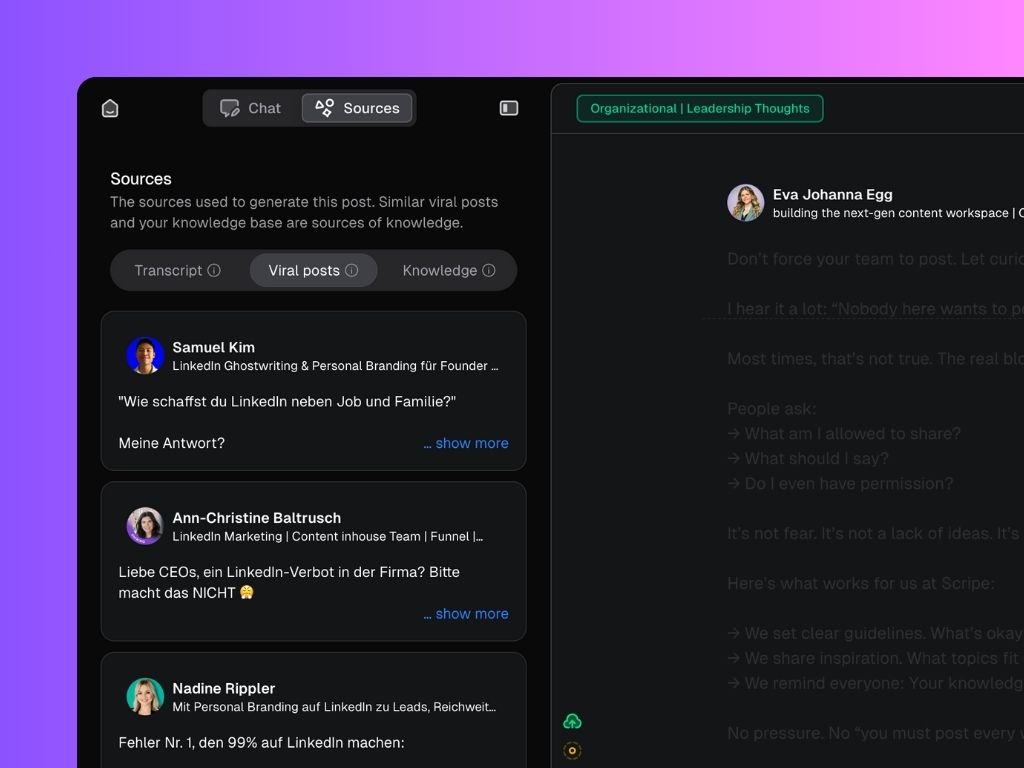 Chat
Sources
Organizational | Leadership Thoughts
Sources
The sources used to generate this post. Similar viral posts
and your knowledge base are sources of knowledge.
Transcript
Viral posts
Knowledge
Samuel Kim
LinkedIn Ghostwriting & Personal Branding für Founder ...
"Wie schaffst du LinkedIn neben Job und Familie?"
Meine Antwort?
... show more
Ann-Christine Baltrusch
LinkedIn Marketing | Content inhouse Team | Funnel |...
Liebe CEOs, ein LinkedIn-Verbot in der Firma? Bitte
macht das NICHT 😤
... show more
Nadine Rippler
Mit Personal Branding auf LinkedIn zu Leads, Reichweit...
Fehler Nr. 1, den 99% auf LinkedIn machen:
Eva Johanna Egg
building the next-gen content workspace |
Don't force your team to post. Let
I hear it a lot: “Nobody here wants to
Most times, that's not true. The real
People ask:
→ What am I allowed to share?
→ What should I say?
→ Do I even have permission?
It's not fear. It's not a lack of ideas. It's
Here's what works for us at Scripe:
→ We set clear guidelines. What's okay
→ We share inspiration. What topics fit
→ We remind everyone: Your
No pressure. No “you must post every